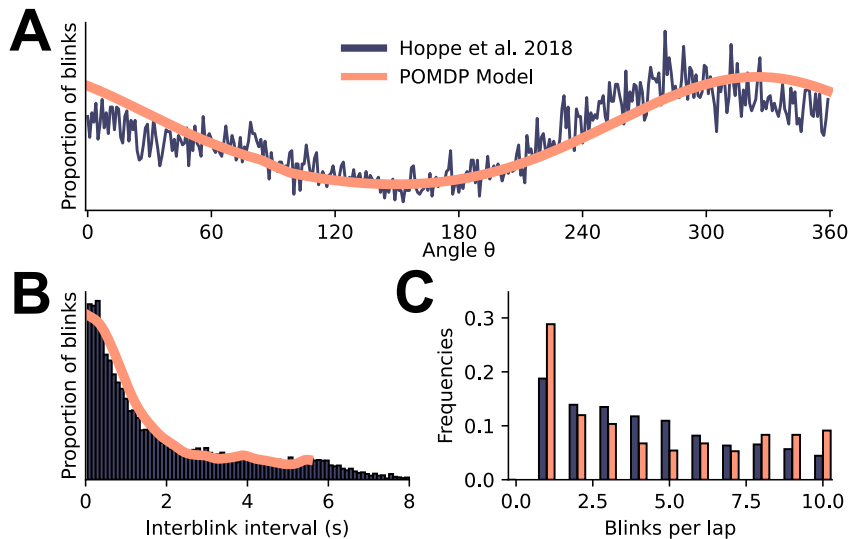 A
Proportion of blinks
Hoppe et al. 2018
POMDP Model
0 60 120 180 240 300 360
Angle θ
B
Proportion of blinks
0 2 4 6 8
Interblink interval (s)
C
Frequencies
0.3
0.2
0.1
0.0
0.0 2.5 5.0 7.5 10.0
Blinks per lap